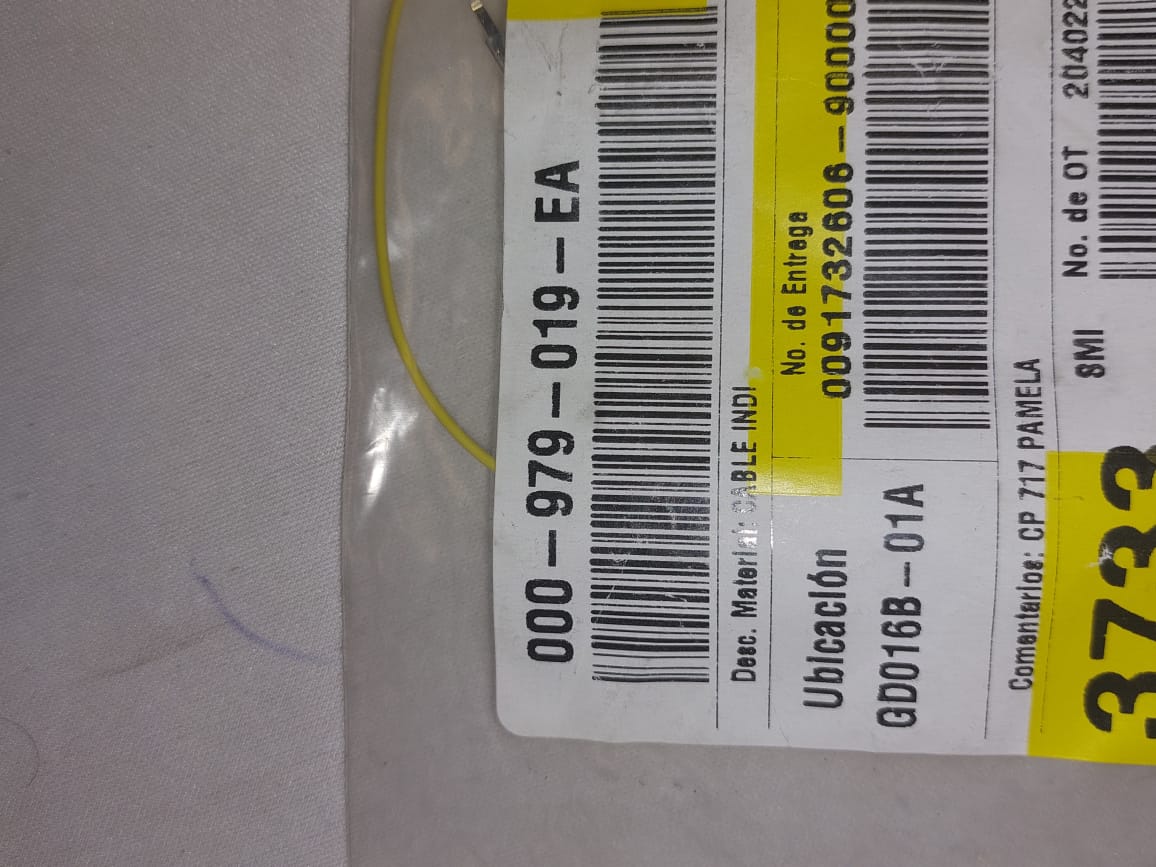 000-979-019-EA
Desc. Material: CABLE INDI.
No. de Entrega
0091732606-90000
Ubicación
GD016B-01A
Comentarios: CP 717 PAMELA
8MI No. de OT 204022
3733